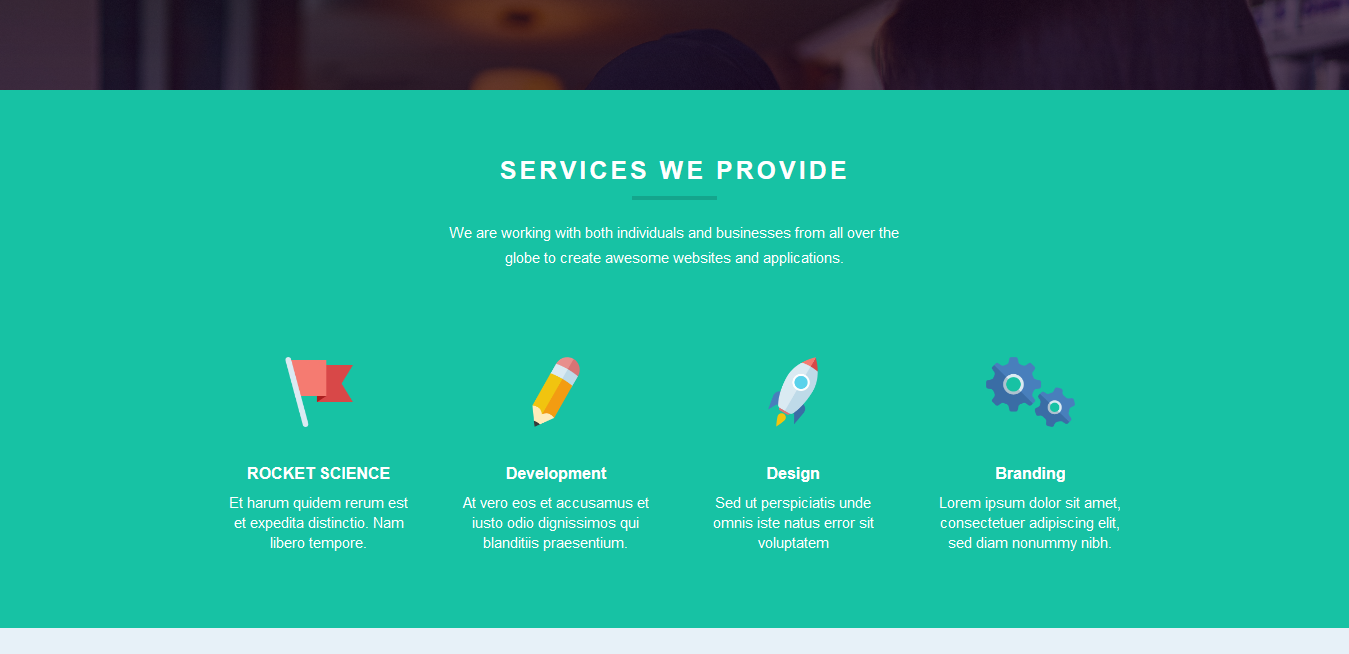 SERVICES WE PROVIDE
We are working with both individuals and businesses from all over the
globe to create awesome websites and applications.
ROCKET SCIENCE
Et harum quidem rerum est
et expedita distinctio. Nam
libero tempore.
Development
At vero eos et accusamus et
iusto odio dignissimos qui
blanditiis praesentium.
Design
Sed ut perspiciatis unde
omnis iste natus error sit
voluptatem
Branding
Lorem ipsum dolor sit amet,
consectetuer adipiscing elit,
sed diam nonummy nibh.